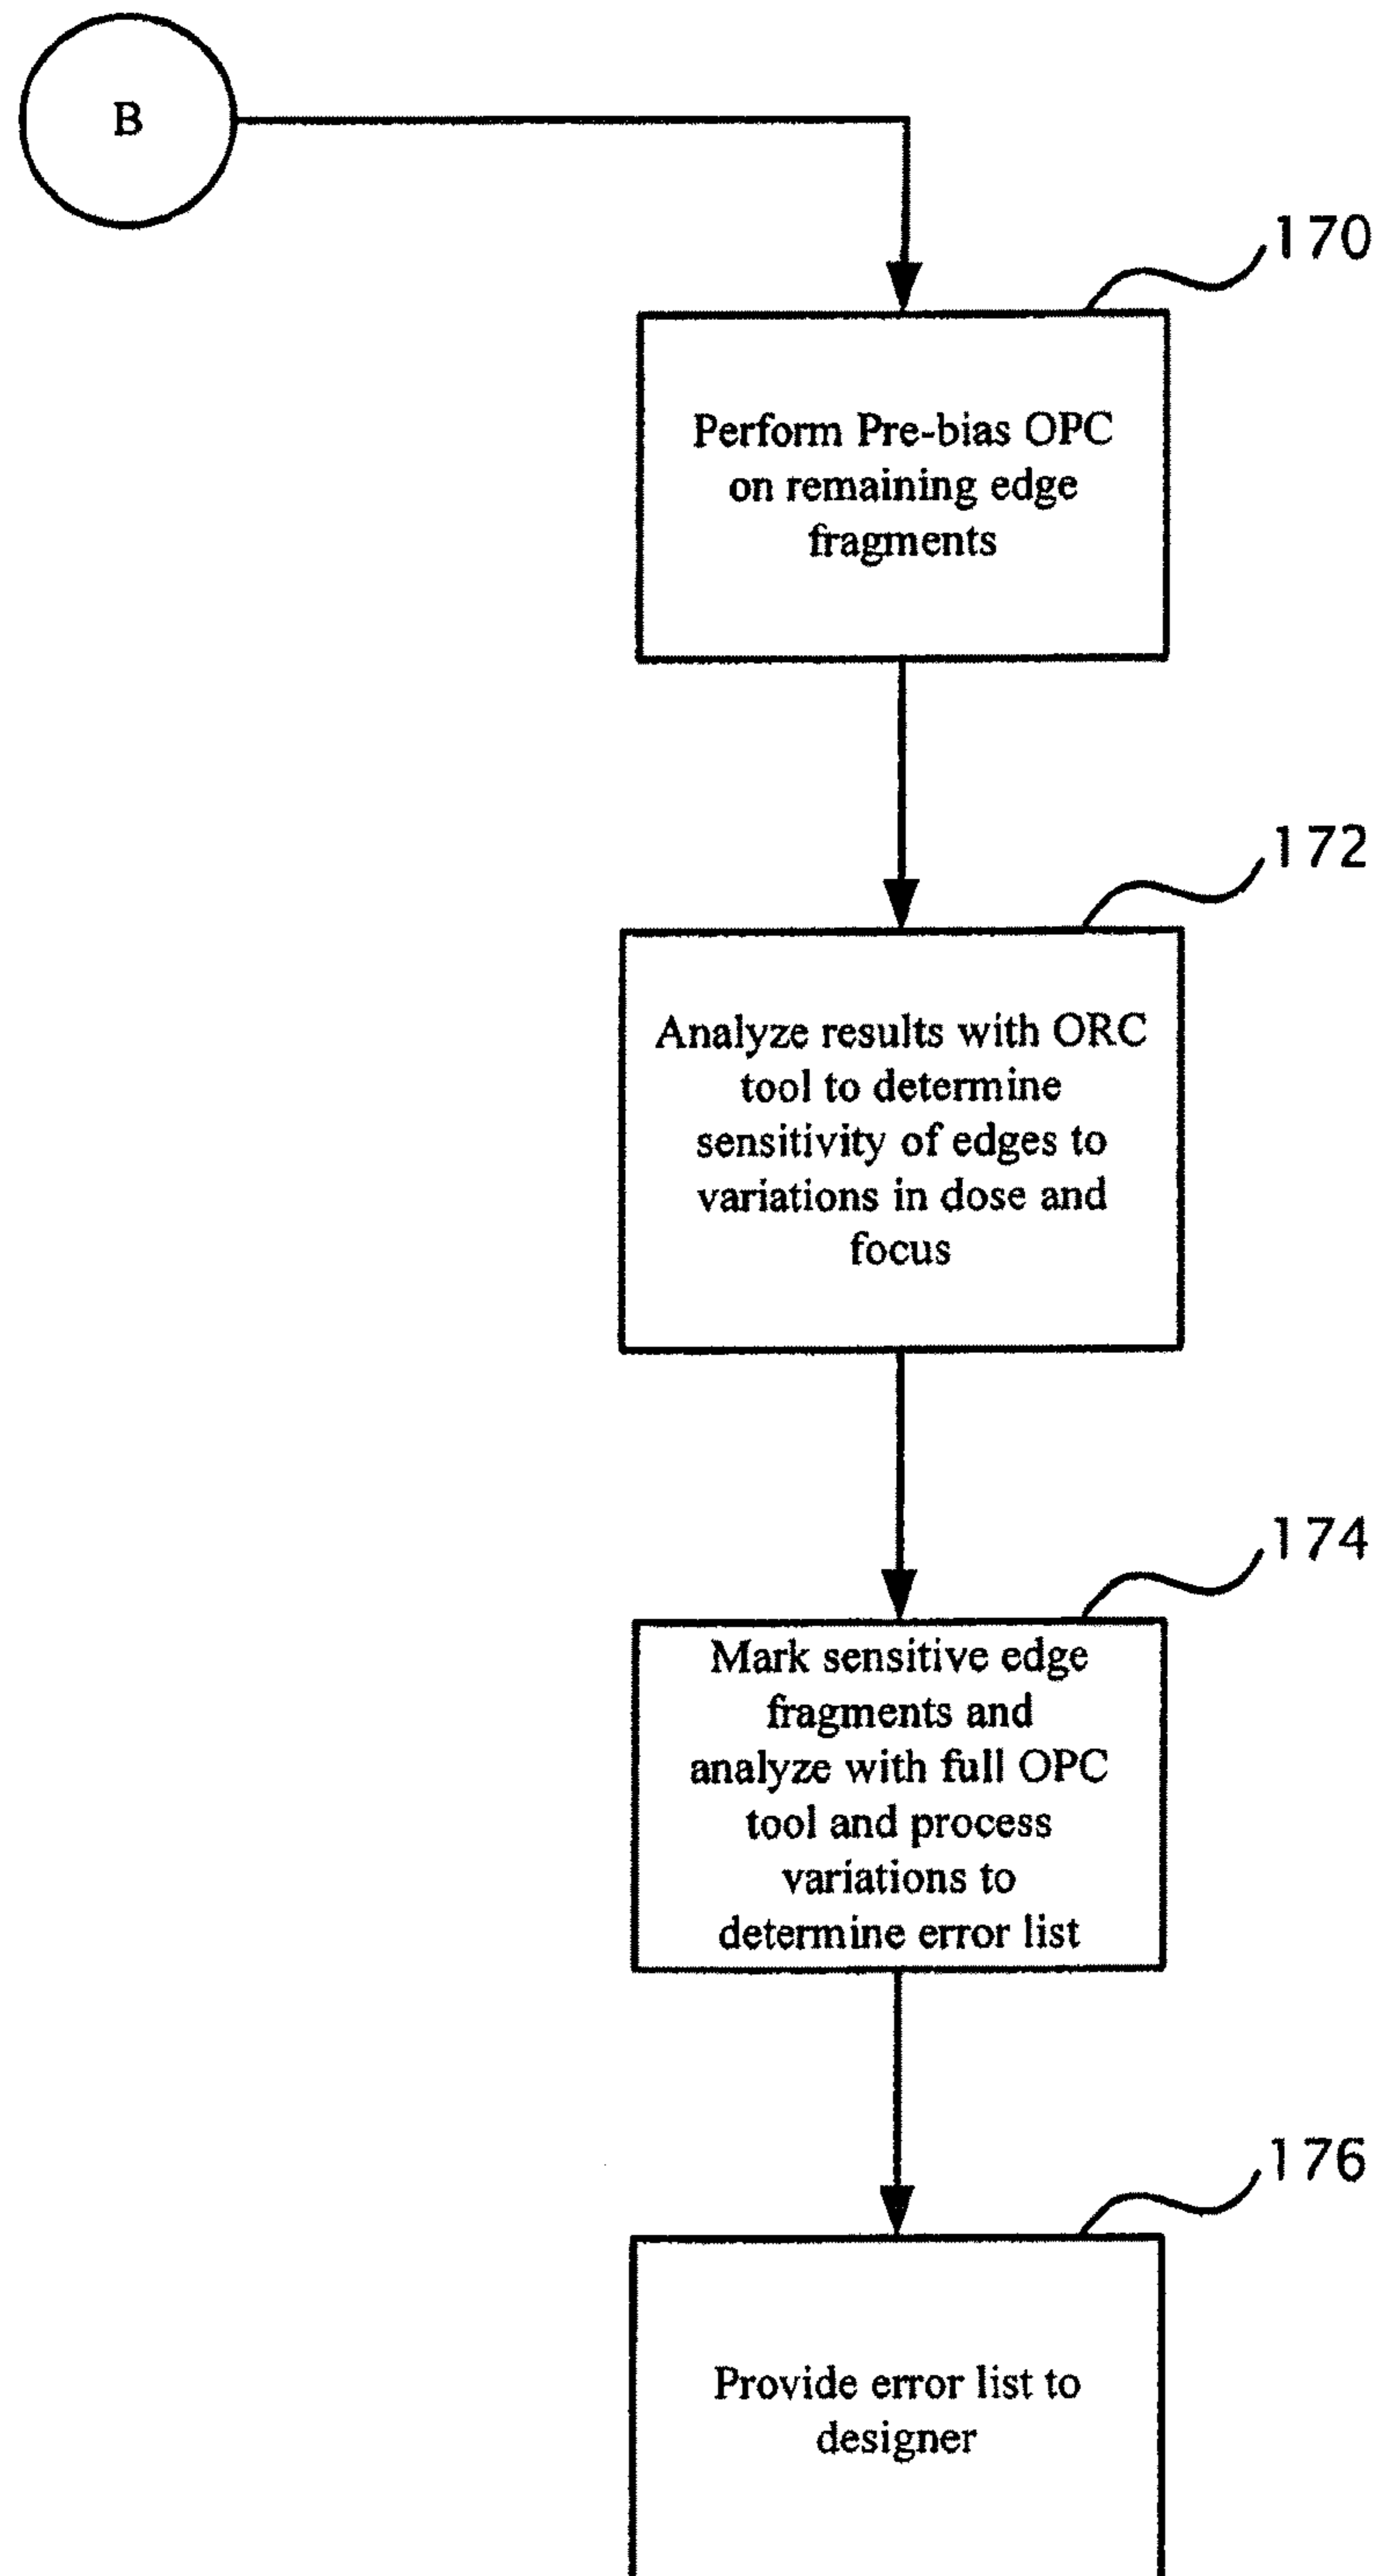 B
170
Perform Pre-bias OPC
on remaining edge
fragments
172
Analyze results with ORC
tool to determine
sensitivity of edges to
variations in dose and
focus
174
Mark sensitive edge
fragments and
analyze with full OPC
tool and process
variations to
determine error list
176
Provide error list to
designer